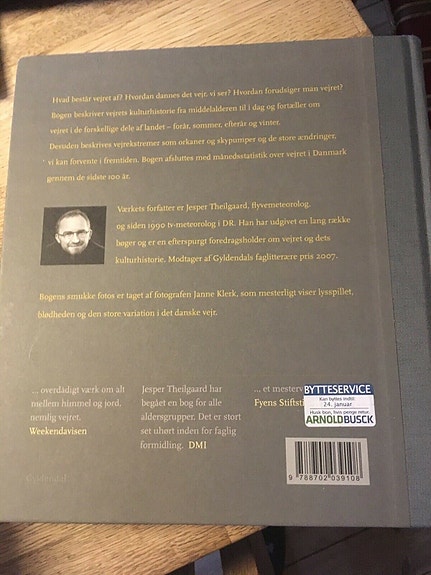 Hvad består vejret af? Hvordan dannes det vejr, vi ser? Hvordan forudsiger man vejret?
Bogen beskriver vejrets kulturhistorie fra middelalderen til i dag og fortæller om
vejret i de forskellige dele af landet – forår, sommer, efterår og vinter.
Desuden beskrives vejrekstremer som orkaner og skypumper og de store ændringer,
vi kan forvente i fremtiden. Bogen afsluttes med månedsstatistik over vejret i Danmark
gennem de sidste 100 år.
Værkets forfatter er Jesper Theilgaard, flyvemeteorolog,
og siden 1990 tv-meteorolog i DR. Han har udgivet en lang række
bøger og er en efterspurgt foredragsholder om vejret og dets
kulturhistorie. Modtager af Gyldendals faglitterære pris 2007.
Bogens smukke fotos er taget af fotografen Janne Klerk, som mesterligt viser lysspillet,
blødheden og den store variation i det danske vejr.
... overdådigt værk om alt
mellem himmel og jord,
nemlig vejret.
Weekendavisen
Jesper Theilgaard har
begået en bog for alle
aldersgrupper. Det er stort
set uhørt inden for faglig
formidling. DMI
... et mesterv
Fyens Stiftsti
BYTTESERVICE
Kan byttes indtil:
24. januar
Husk bon, hvis penge retur.
ARNOLDBUSCK
Gyldendal
9 788702 039108